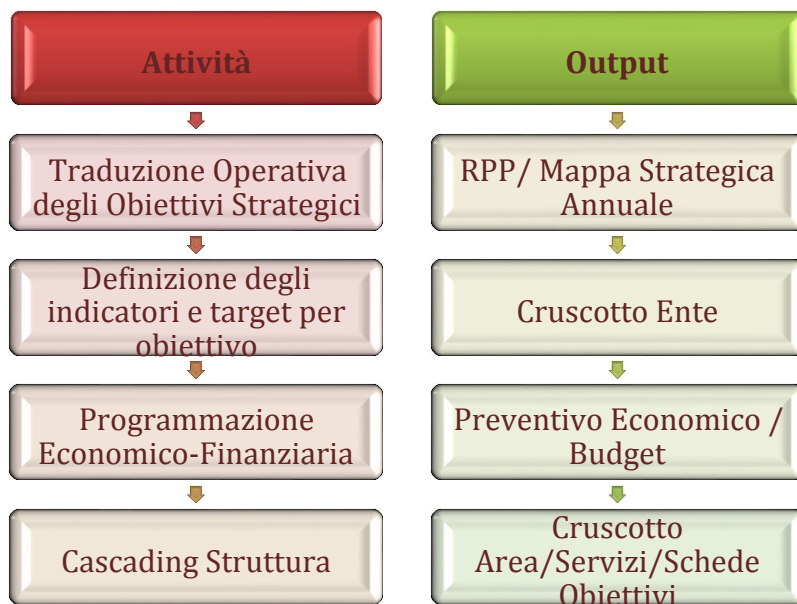 Attività
Traduzione Operativa
degli Obiettivi Strategici
Definizione degli
indicatori e target per
obiettivo
Programmazione
Economico-Finanziaria
Cascading Struttura
Output
RPP/ Mappa Strategica
Annuale
Cruscotto Ente
Preventivo Economico /
Budget
Cruscotto
Area/Servizi/Schede
Obiettivi